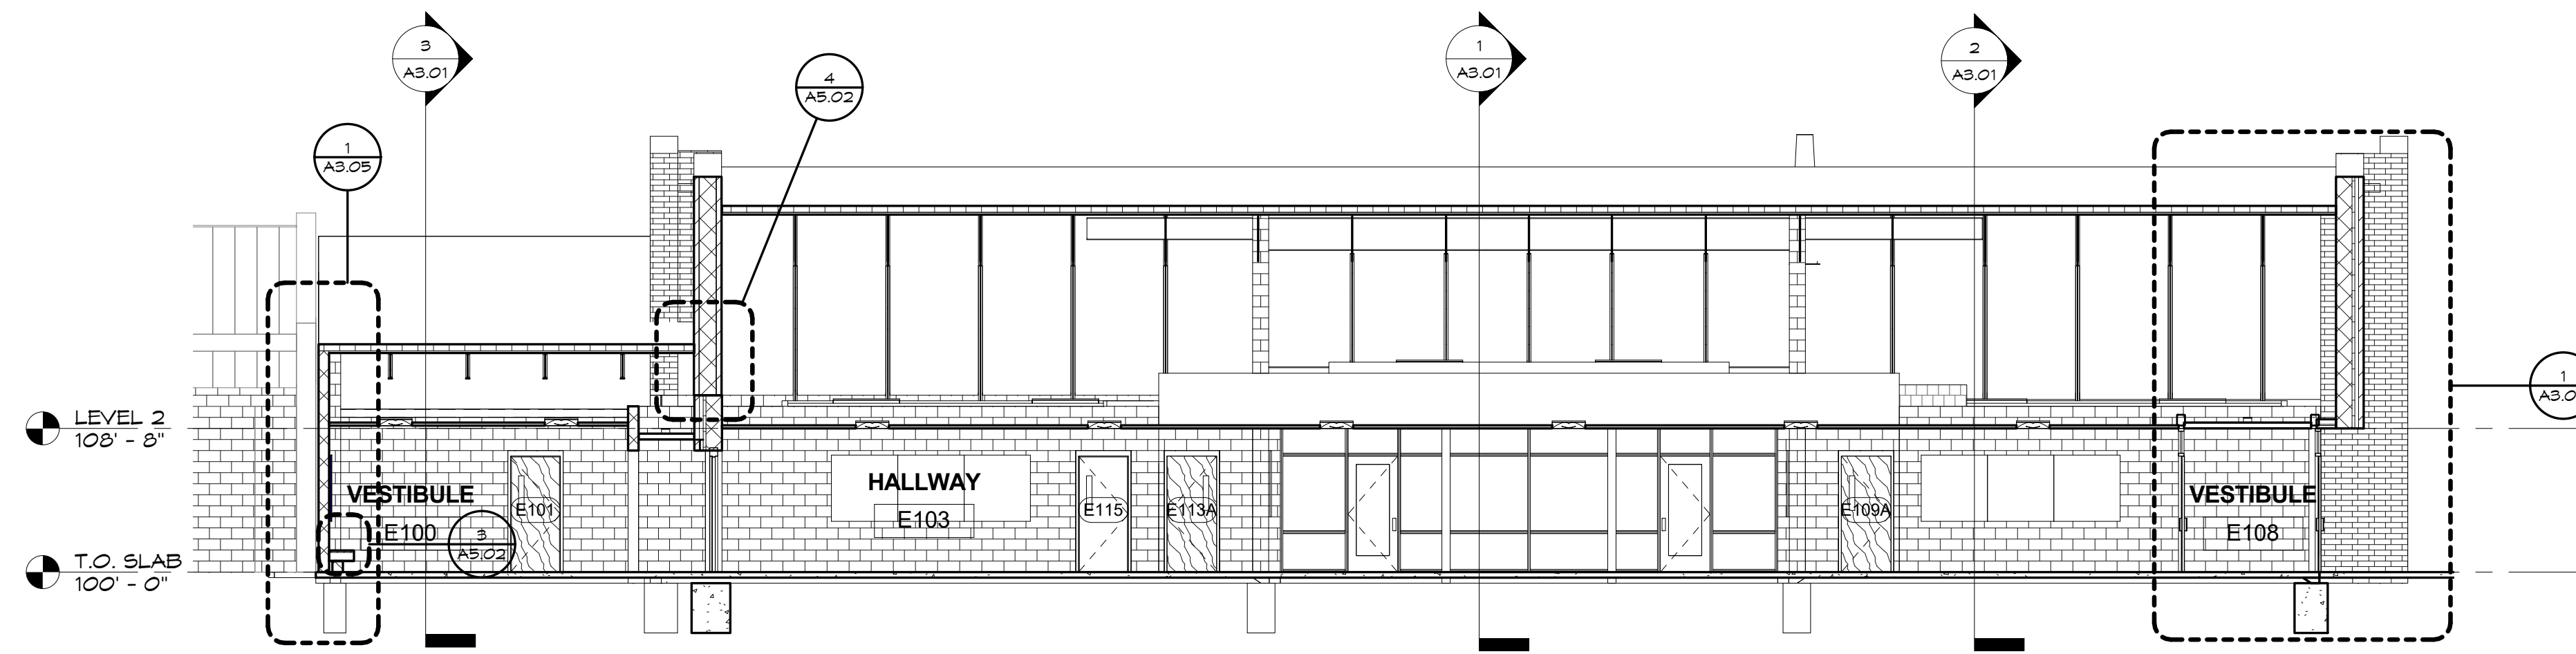 3
A3.01
4
A5.02
1
A3.01
2
A3.01
1
A3.05
1
LEVEL 2
108' - 8"
T.O. SLAB
100' - 0"
VESTIBULE
E100
3
A5.02
E101
HALLWAY
E103
E115
E113A
E109A
VESTIBULE
E108